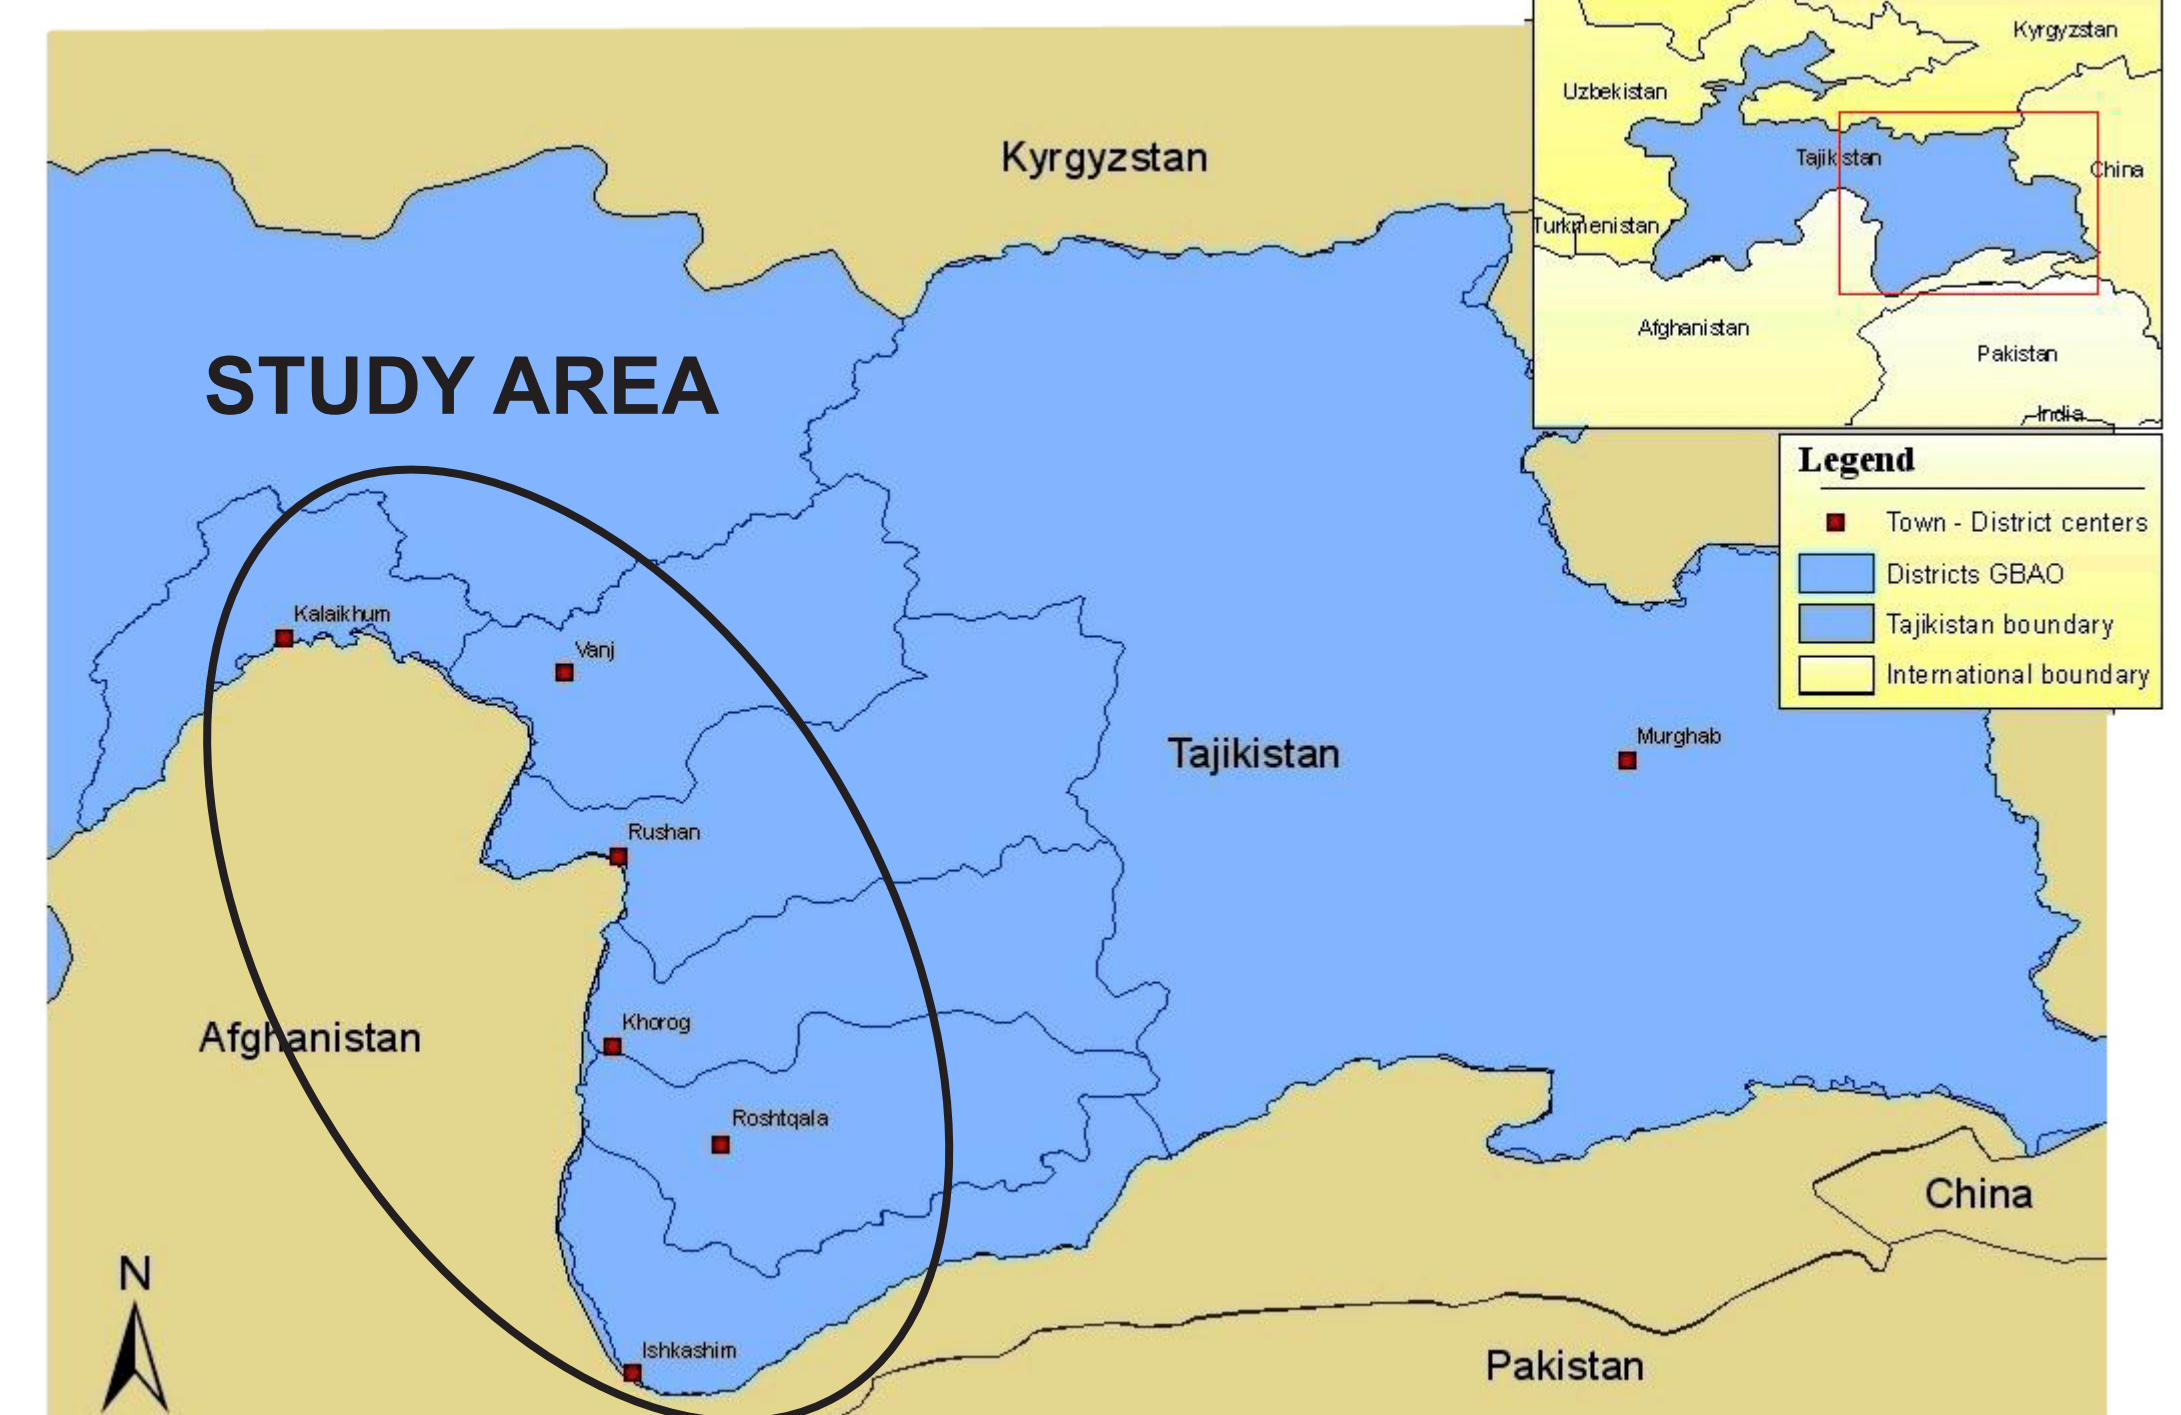 Kyrgyzstan
Uzbekistan
Tajikistan
China
Turkmenistan
Afghanistan
Pakistan
India
Kyrgyzstan
STUDY AREA
Legend
Town - District centers
Districts GBAO
Tajikistan boundary
International boundary
Kalaikhum
Vanj
Murghab
Tajikistan
Rushan
Khorog
Afghanistan
Roshtqala
China
N
Ishkashim
Pakistan